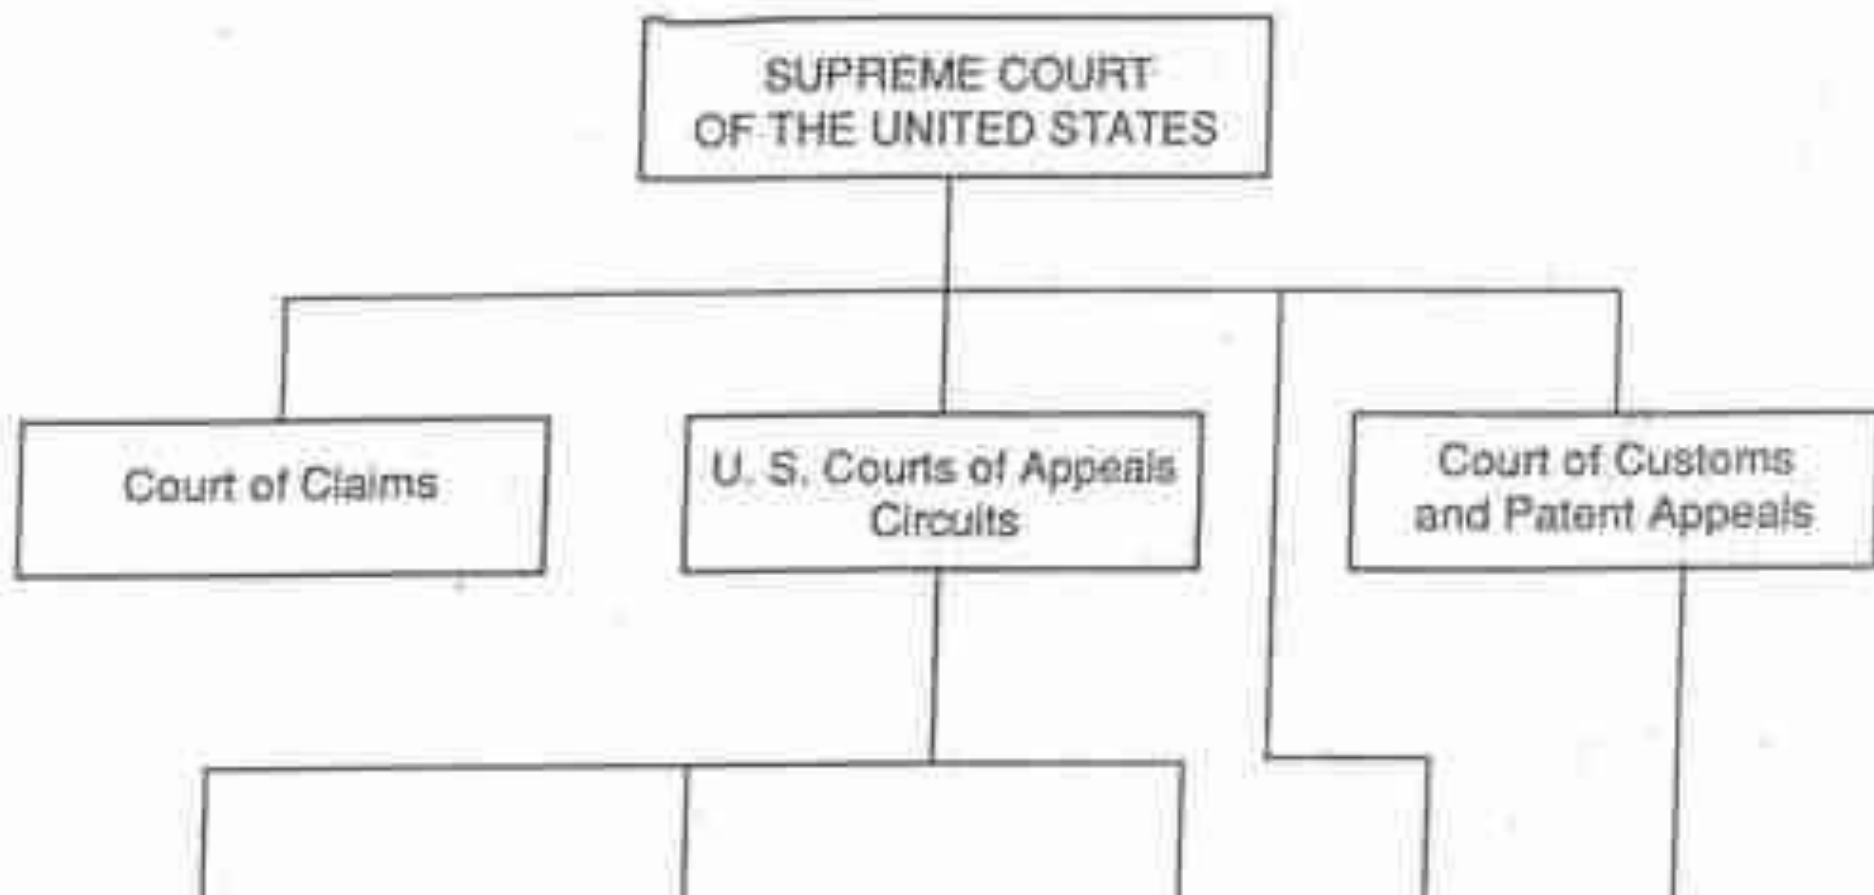 SUPREME COURT
OF THE UNITED STATES
Court of Claims
U. S. Courts of Appeals
Circuits
Court of Customs
and Patent Appeals